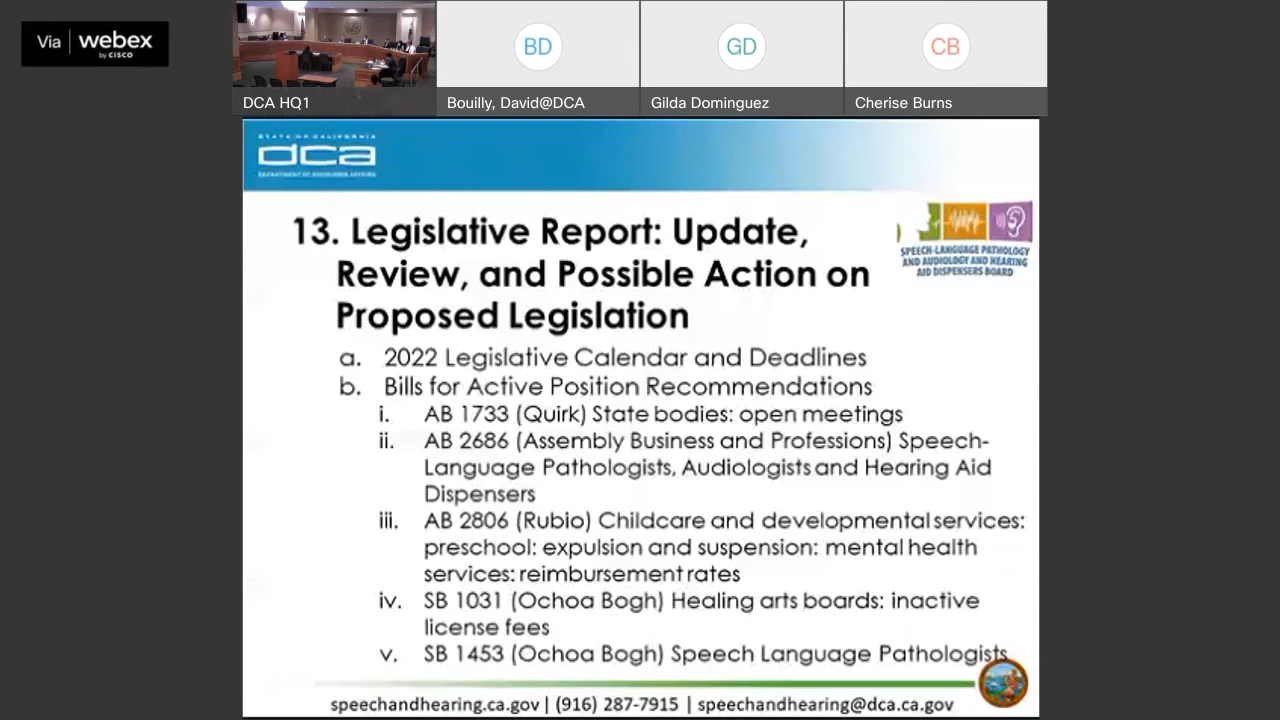 Via webex
by CISCO
BD
GD
CB
DCA HQ1
Bouilly, David@DCA
Gilda Dominguez
Cherise Burns
STATE OF CALIFORNIA
dca
DEPARTMENT OF CONSUMER AFFAIRS
13. Legislative Report: Update,
Review, and Possible Action on
Proposed Legislation
SPEECH-LANGUAGE PATHOLOGY
AND AUDIOLOGY AND HEARING
AID DISPENSERS BOARD
a. 2022 Legislative Calendar and Deadlines
b. Bills for Active Position Recommendations
i. AB 1733 (Quirk) State bodies: open meetings
ii. AB 2686 (Assembly Business and Professions) Speech-
Language Pathologists, Audiologists and Hearing Aid
Dispensers
iii. AB 2806 (Rubio) Childcare and developmental services:
preschool: expulsion and suspension: mental health
services: reimbursement rates
iv. SB 1031 (Ochoa Bogh) Healing arts boards: inactive
license fees
v. SB 1453 (Ochoa Bogh) Speech Language Pathologists
speechandhearing.ca.gov | (916) 287-7915 | speechandhearing@dca.ca.gov